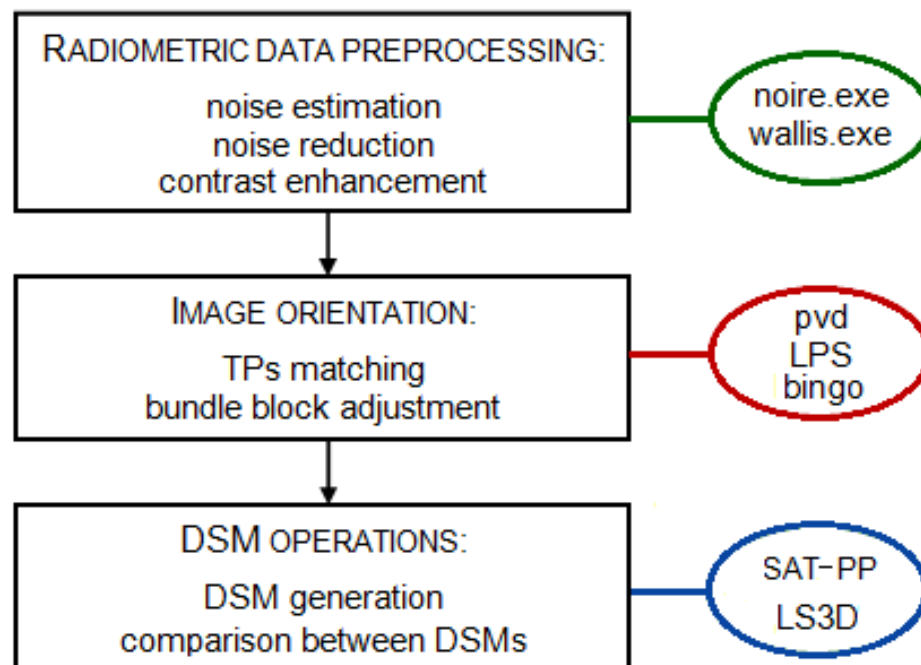 RADIOMETRIC DATA PREPROCESSING:
noise estimation
noise reduction
contrast enhancement
noire.exe
wallis.exe
IMAGE ORIENTATION:
TPs matching
bundle block adjustment
pvd
LPS
bingo
DSM OPERATIONS:
DSM generation
comparison between DSMs
SAT-PP
LS3D